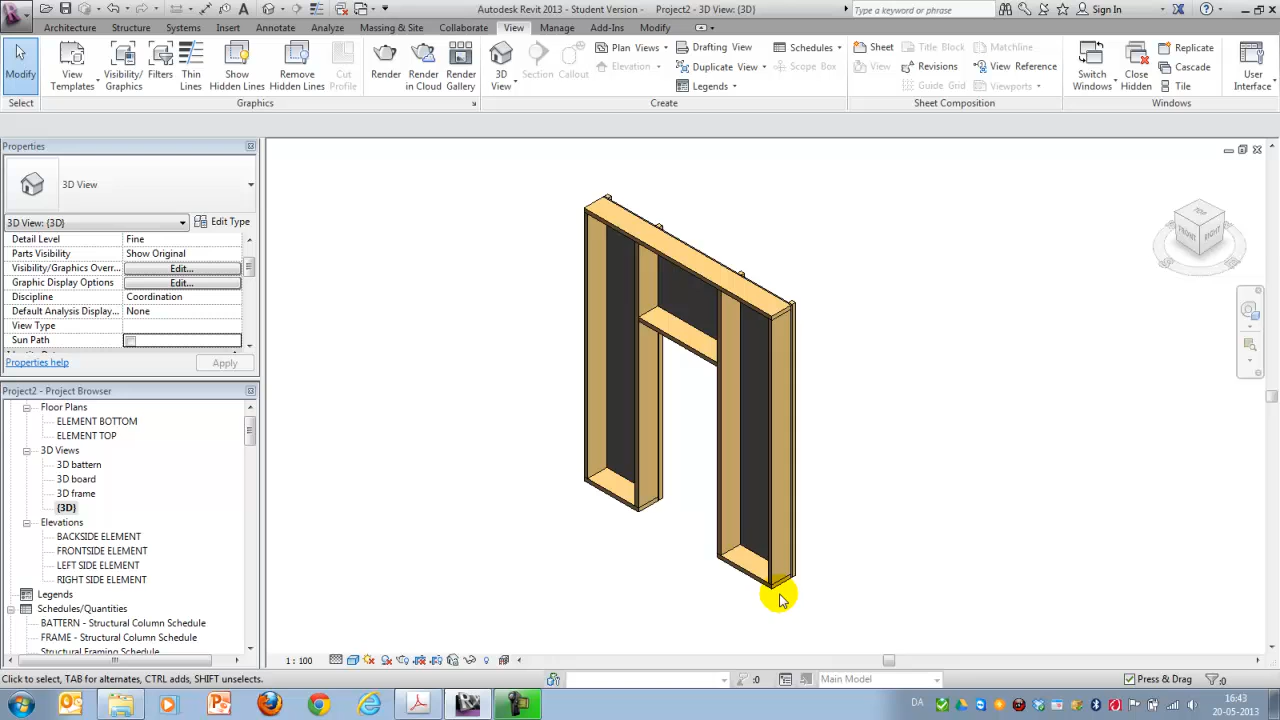 Autodesk Revit 2013 - Student Version - Project2 - 3D View: {3D}
Type a keyword or phrase
Sign In
Architecture Structure Systems Insert Annotate Analyze Massing & Site Collaborate View Manage Add-Ins Modify
Modify
View Templates
Visibility/ Graphics
Filters
Thin Lines
Show Hidden Lines
Remove Hidden Lines
Cut Profile
Render
Render in Cloud
Render Gallery
3D View
Section
Callout
Plan Views
Elevation
Drafting View
Duplicate View
Legends
Schedules
Scope Box
Sheet
View
Title Block
Revisions
Guide Grid
Matchline
View Reference
Viewports
Switch Windows
Close Hidden
Replicate
Cascade
Tile
User Interface
Select Graphics Create Sheet Composition Windows
Properties
3D View
3D View: {3D}
Edit Type
Detail Level Fine
Parts Visibility Show Original
Visibility/Graphics Overr... Edit...
Graphic Display Options Edit...
Discipline Coordination
Default Analysis Display... None
View Type
Sun Path
Properties help
Apply
Project2 - Project Browser
Floor Plans
ELEMENT BOTTOM
ELEMENT TOP
3D Views
3D battern
3D board
3D frame
{3D}
Elevations
BACKSIDE ELEMENT
FRONTSIDE ELEMENT
LEFT SIDE ELEMENT
RIGHT SIDE ELEMENT
Legends
Schedules/Quantities
BATTERN - Structural Column Schedule
FRAME - Structural Column Schedule
Structural Framing Schedule
TOP
FRONT
RIGHT
1 : 100
Click to select, TAB for alternates, CTRL adds, SHIFT unselects.
:0
Main Model
Press & Drag
:0
DA
16:43
20-05-2013